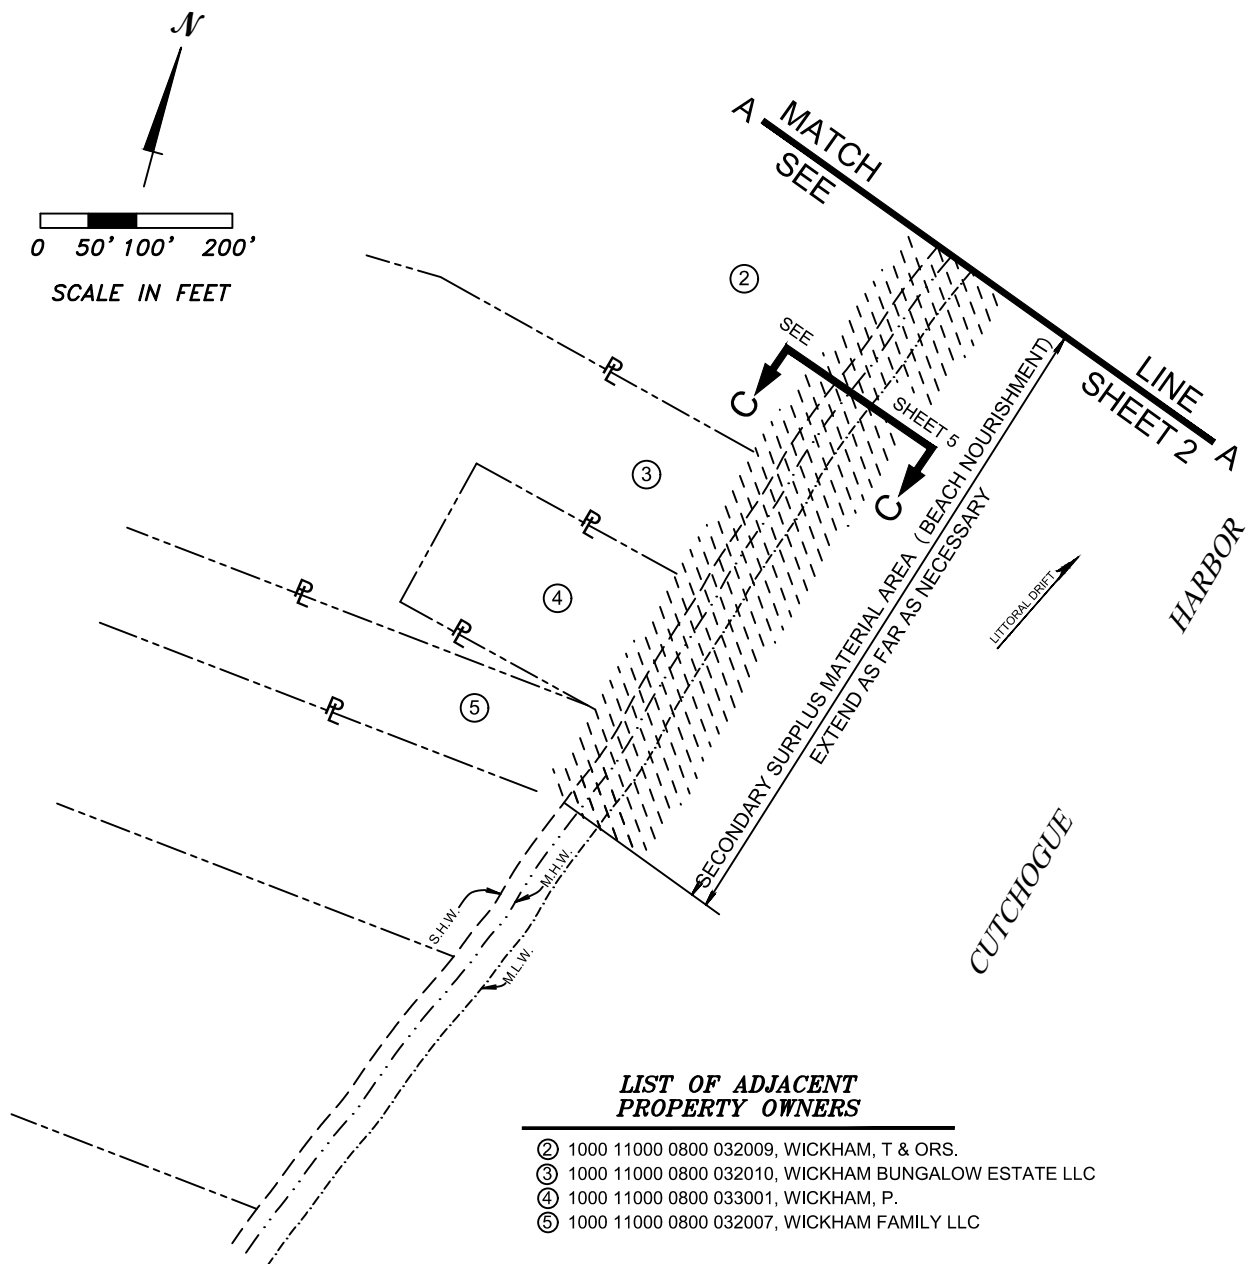 N
0 50' 100' 200'
SCALE IN FEET
A
MATCH
SEE
LINE
SHEET 2
A
2
SEE
SHEET 5
C
C
PL
3
PL
4
PL
PL
5
PL
SECONDARY SURPLUS MATERIAL AREA (BEACH NOURISHMENT)
EXTEND AS FAR AS NECESSARY
LITTORAL DRIFT
HARBOR
CUTCHOGUE
S.H.W.
M.H.W.
M.L.W.
LIST OF ADJACENT
PROPERTY OWNERS
2 1000 11000 0800 032009, WICKHAM, T & ORS.
3 1000 11000 0800 032010, WICKHAM BUNGALOW ESTATE LLC
4 1000 11000 0800 033001, WICKHAM, P.
5 1000 11000 0800 032007, WICKHAM FAMILY LLC